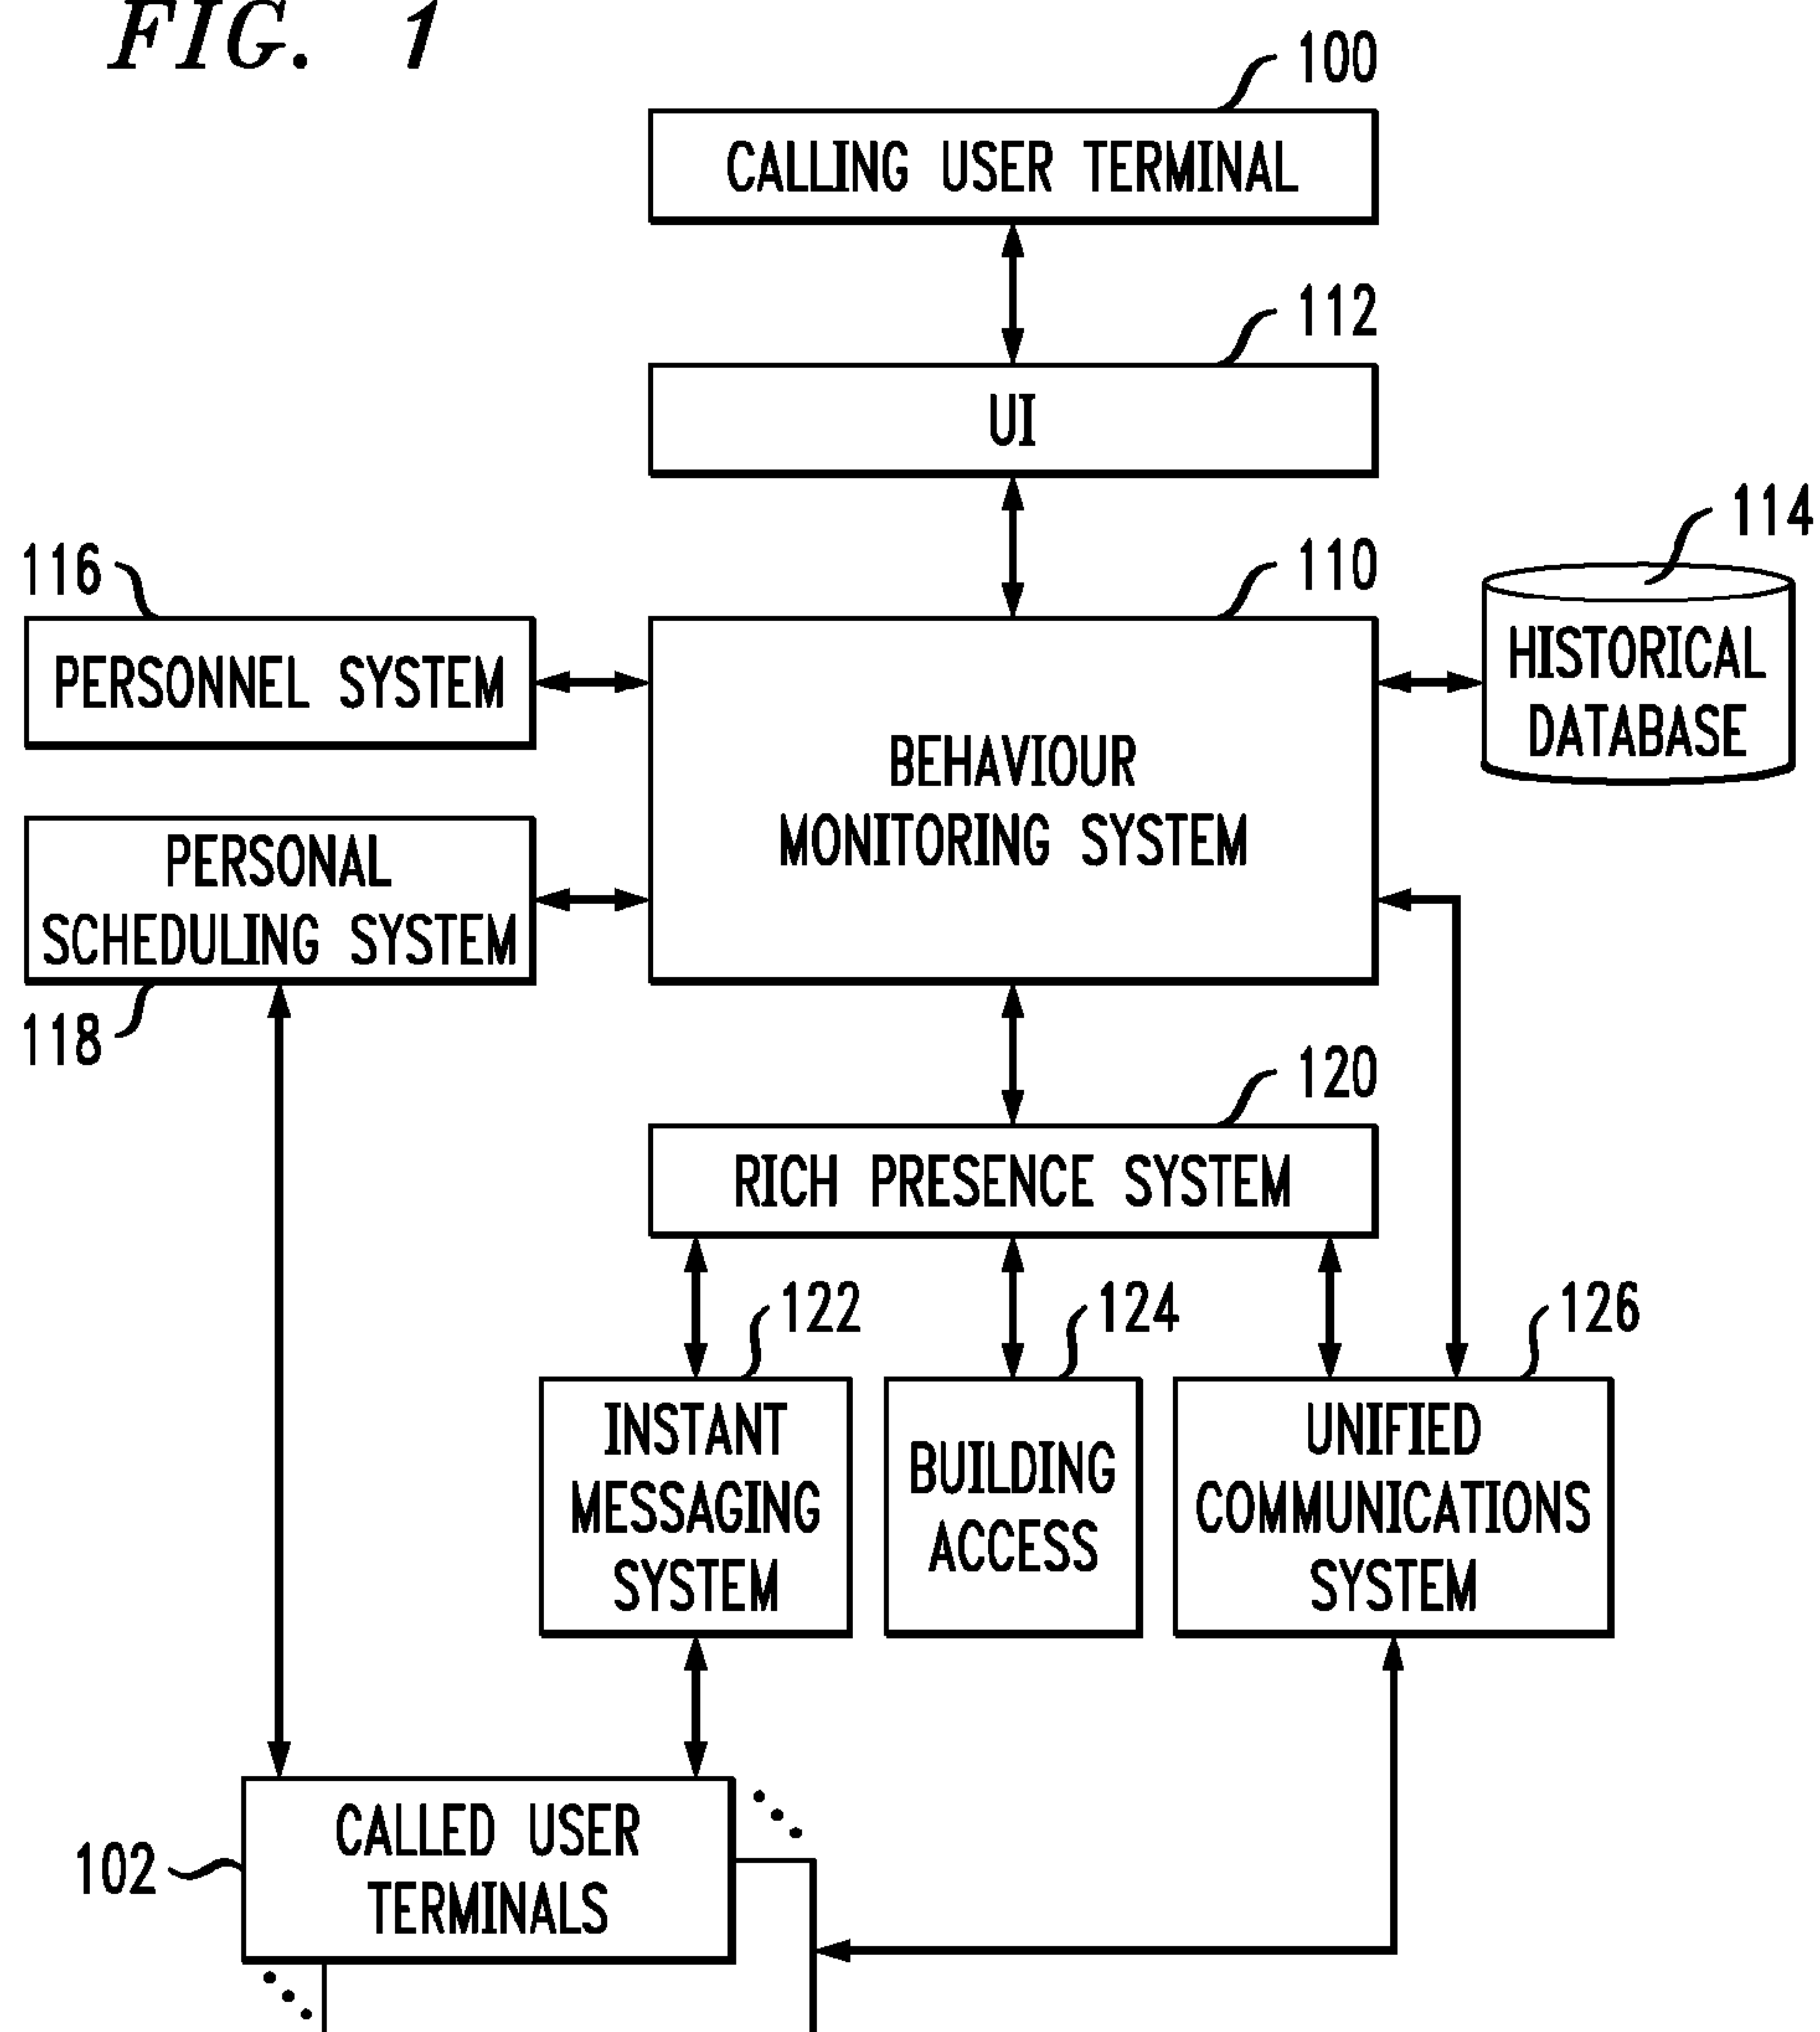 FIG. 1
100
CALLING USER TERMINAL
112
UI
114
116
110
PERSONNEL SYSTEM
HISTORICAL
DATABASE
BEHAVIOUR
MONITORING SYSTEM
PERSONAL
SCHEDULING SYSTEM
118
120
RICH PRESENCE SYSTEM
122
124
126
INSTANT
MESSAGING
SYSTEM
BUILDING
ACCESS
UNIFIED
COMMUNICATIONS
SYSTEM
102
CALLED USER
TERMINALS